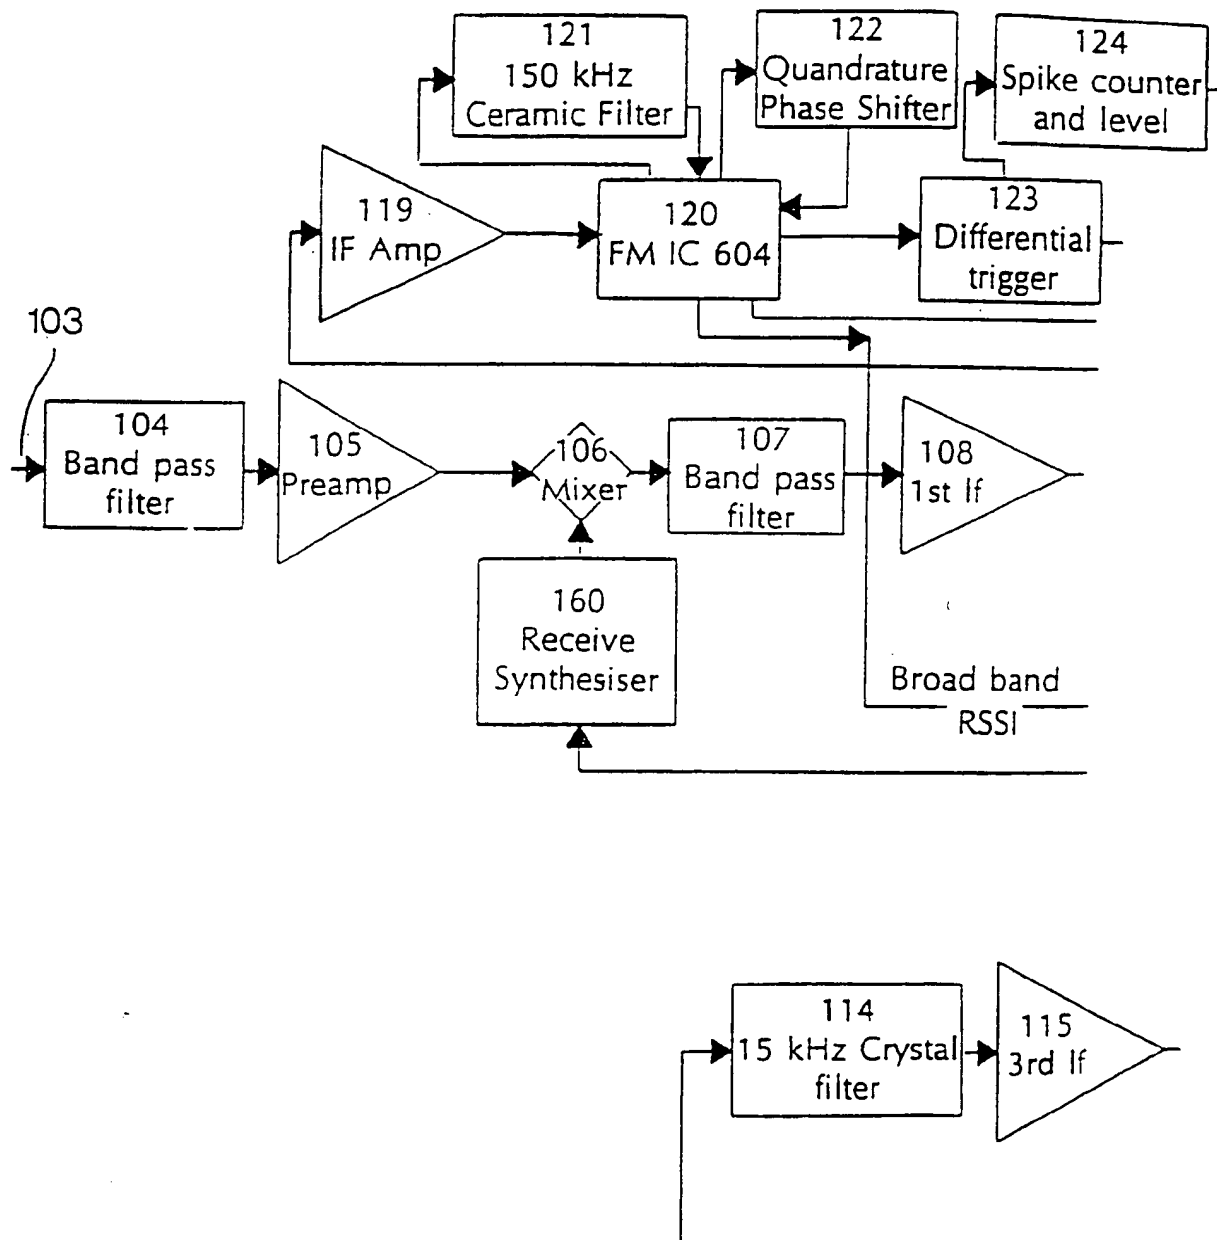 121
150 kHz
Ceramic Filter
122
Quandrature
Phase Shifter
124
Spike counter
and level
119
IF Amp
120
FM IC 604
123
Differential
trigger
103
104
Band pass
filter
105
Preamp
106
Mixer
107
Band pass
filter
108
1st If
160
Receive
Synthesiser
Broad band
RSSI
114
15 kHz Crystal
filter
115
3rd If